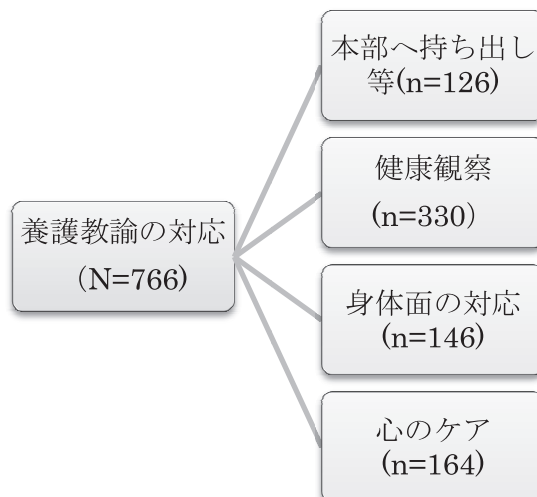 本部へ持ち出し
等(n=126)
健康観察
(n=330)
養護教諭の対応
(N=766)
身体面の対応
(n=146)
心のケア
(n=164)